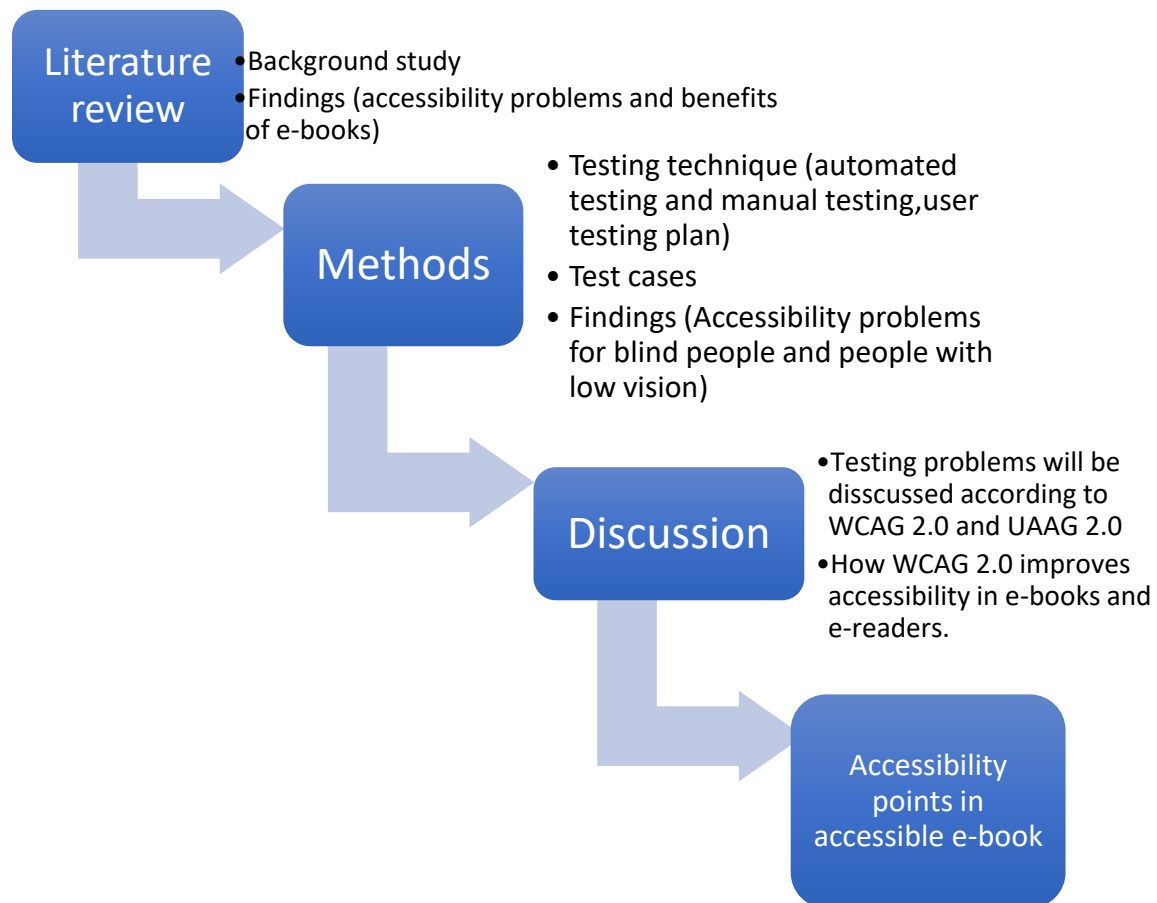 Literature
review
•Background study
•Findings (accessibility problems and benefits
of e-books)
Methods
• Testing technique (automated
testing and manual testing,user
testing plan)
• Test cases
• Findings (Accessibility problems
for blind people and people with
low vision)
Discussion
•Testing problems will be
disscussed according to
WCAG 2.0 and UAAG 2.0
•How WCAG 2.0 improves
accessibility in e-books and
e-readers.
Accessibility
points in
accessible e-book